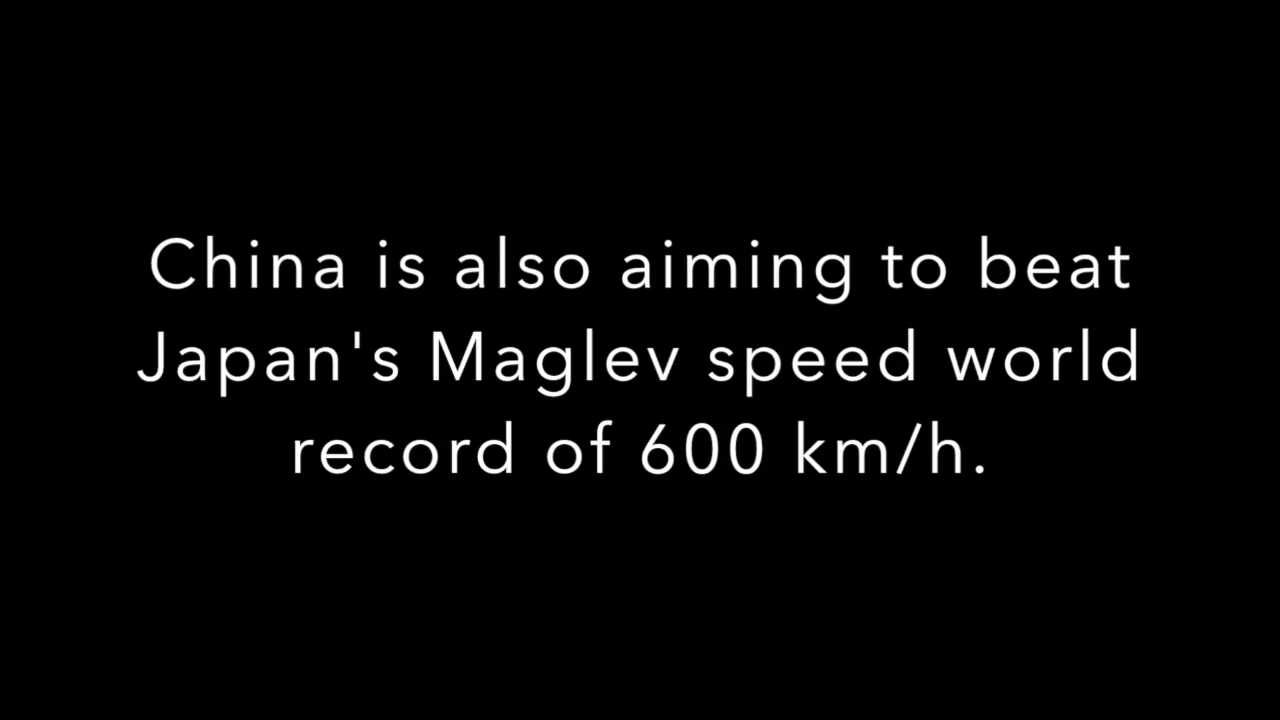 China is also aiming to beat
Japan's Maglev speed world
record of 600 km/h.